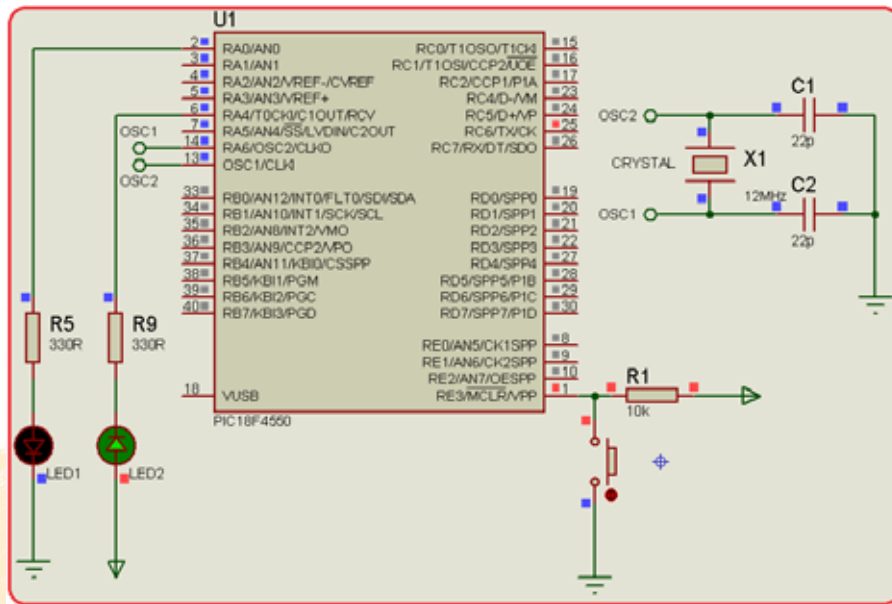 U1
2 RA0/AN0
3 RA1/AN1
4 RA2/AN2/VREF-/CVREF
5 RA3/AN3/VREF+
6 RA4/T0CKI/C1OUT/RCV
7 RA5/AN4/SS/LVDIN/C2OUT
14 RA6/OSC2/CLKO
13 OSC1/CLKI
OSC1
OSC2
33 RB0/AN12/INT0/FLT0/SDI/SDA
34 RB1/AN10/INT1/SCK/SCL
35 RB2/AN8/INT2/VMO
36 RB3/AN9/CCP2/VPO
37 RB4/AN11/KBI0/CSSPP
38 RB5/KBI1/PGM
39 RB6/KBI2/PGC
40 RB7/KBI3/PGD
18 VUSB
RC0/T1OSO/T1CKI 15
RC1/T1OSI/CCP2/UOE 16
RC2/CCP1/P1A 17
RC4/D-/VM 23
RC5/D+/VP 24
RC6/TX/CK 25
RC7/RX/DT/SDO 26
RD0/SPP0 19
RD1/SPP1 20
RD2/SPP2 21
RD3/SPP3 22
RD4/SPP4 27
RD5/SPP5/P1B 28
RD6/SPP6/P1C 29
RD7/SPP7/P1D 30
RE0/AN5/CK1SPP 8
RE1/AN6/CK2SPP 9
RE2/AN7/OESPP 10
RE3/MCLR/VPP 1
PIC18F4550
R5
330R
R9
330R
LED1
LED2
R1
10k
OSC2
CRYSTAL
OSC1
X1
12MHz
C1
22p
C2
22p